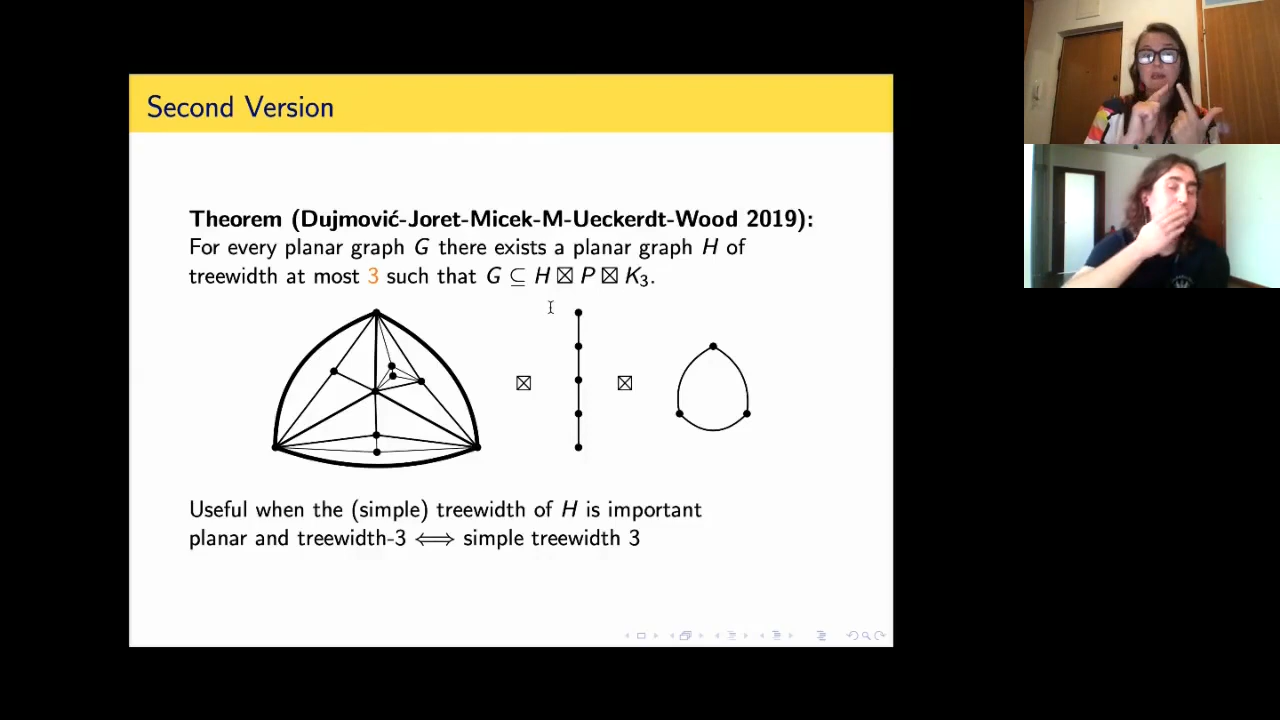 Second Version
Theorem (Dujmović-Joret-Micek-M-Ueckerdt-Wood 2019):
For every planar graph G there exists a planar graph H of
treewidth at most 3 such that G ⊆ H ⊠ P ⊠ K₃.
⊠ ⊠
Useful when the (simple) treewidth of H is important
planar and treewidth-3 ⟺ simple treewidth 3